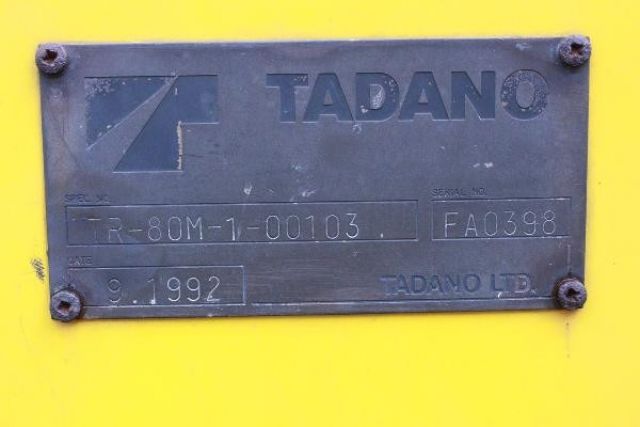 TADANO
SPEC. NO.
TR-80M-1-00103
SERIAL NO.
FA0398
DATE
9.1992
TADANO LTD.